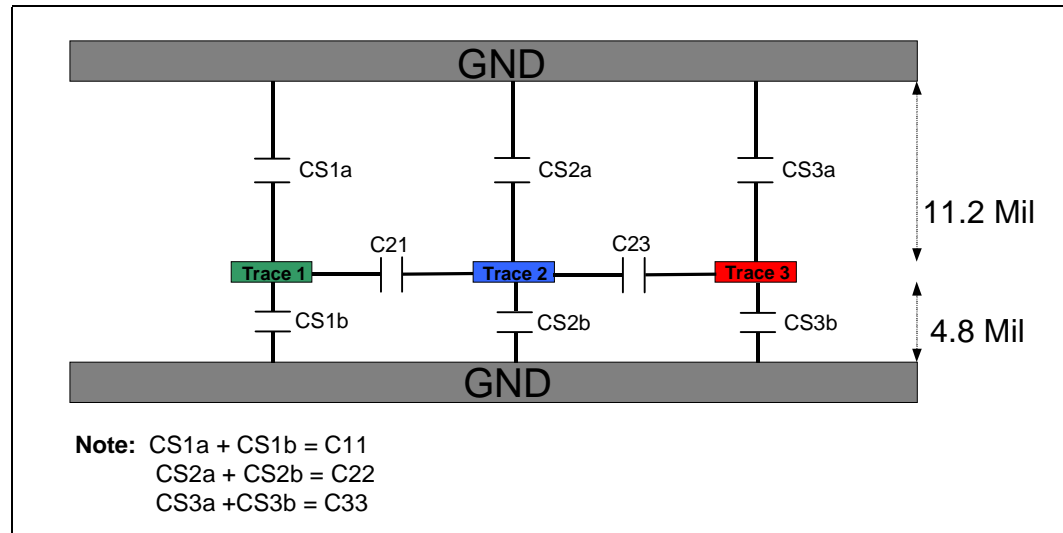 GND
CS1a
CS2a
CS3a
11.2 Mil
C21
C23
Trace 1
Trace 2
Trace 3
CS1b
CS2b
CS3b
4.8 Mil
GND
Note: CS1a + CS1b = C11
CS2a + CS2b = C22
CS3a +CS3b = C33